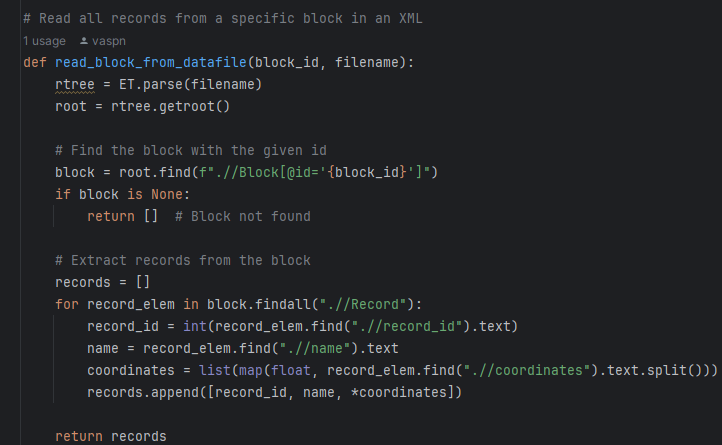 # Read all records from a specific block in an XML
1 usage vaspn
def read_block_from_datafile(block_id, filename):
    rtree = ET.parse(filename)
    root = rtree.getroot()

    # Find the block with the given id
    block = root.find(f".//Block[@id='{block_id}']")
    if block is None:
        return []  # Block not found

    # Extract records from the block
    records = []
    for record_elem in block.findall(".//Record"):
        record_id = int(record_elem.find(".//record_id").text)
        name = record_elem.find(".//name").text
        coordinates = list(map(float, record_elem.find(".//coordinates").text.split()))
        records.append([record_id, name, *coordinates])

    return records